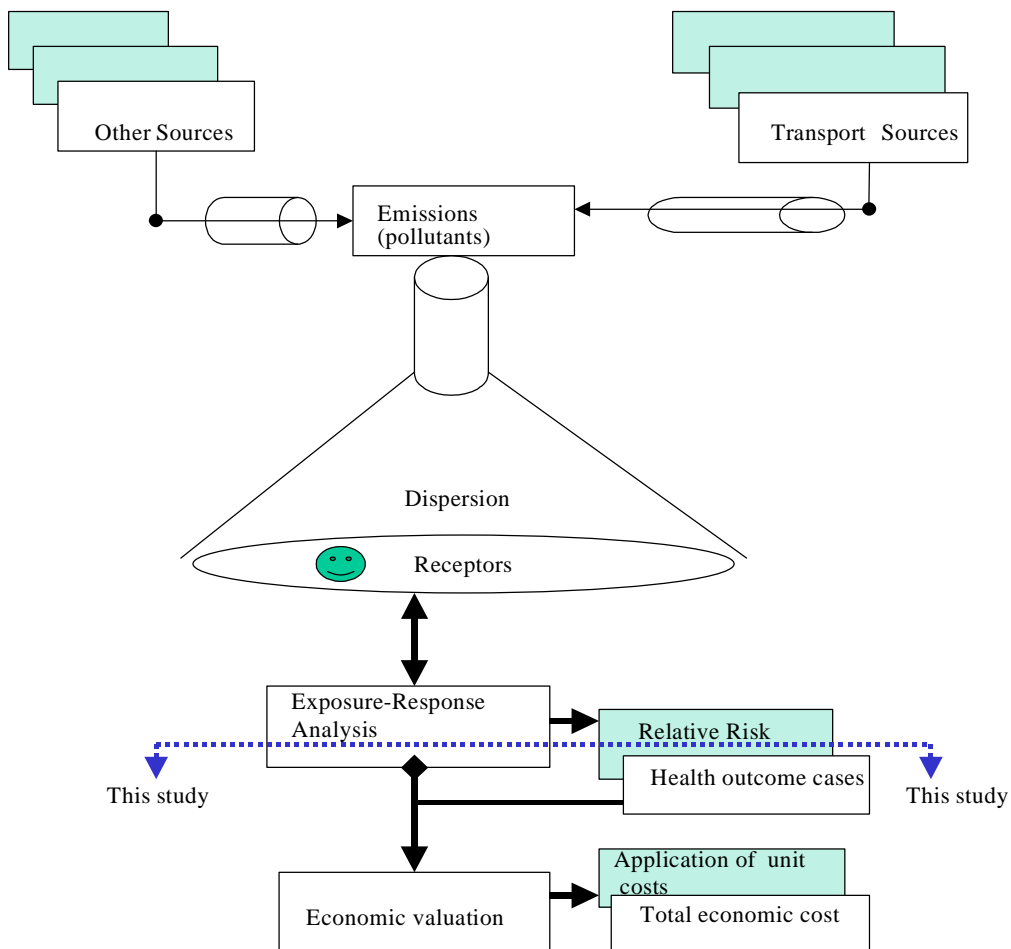 Other Sources
Transport Sources
Emissions
(pollutants)
Dispersion
Receptors
Exposure-Response
Analysis
Relative Risk
Health outcome cases
This study
This study
Application of unit
costs
Total economic cost
Economic valuation